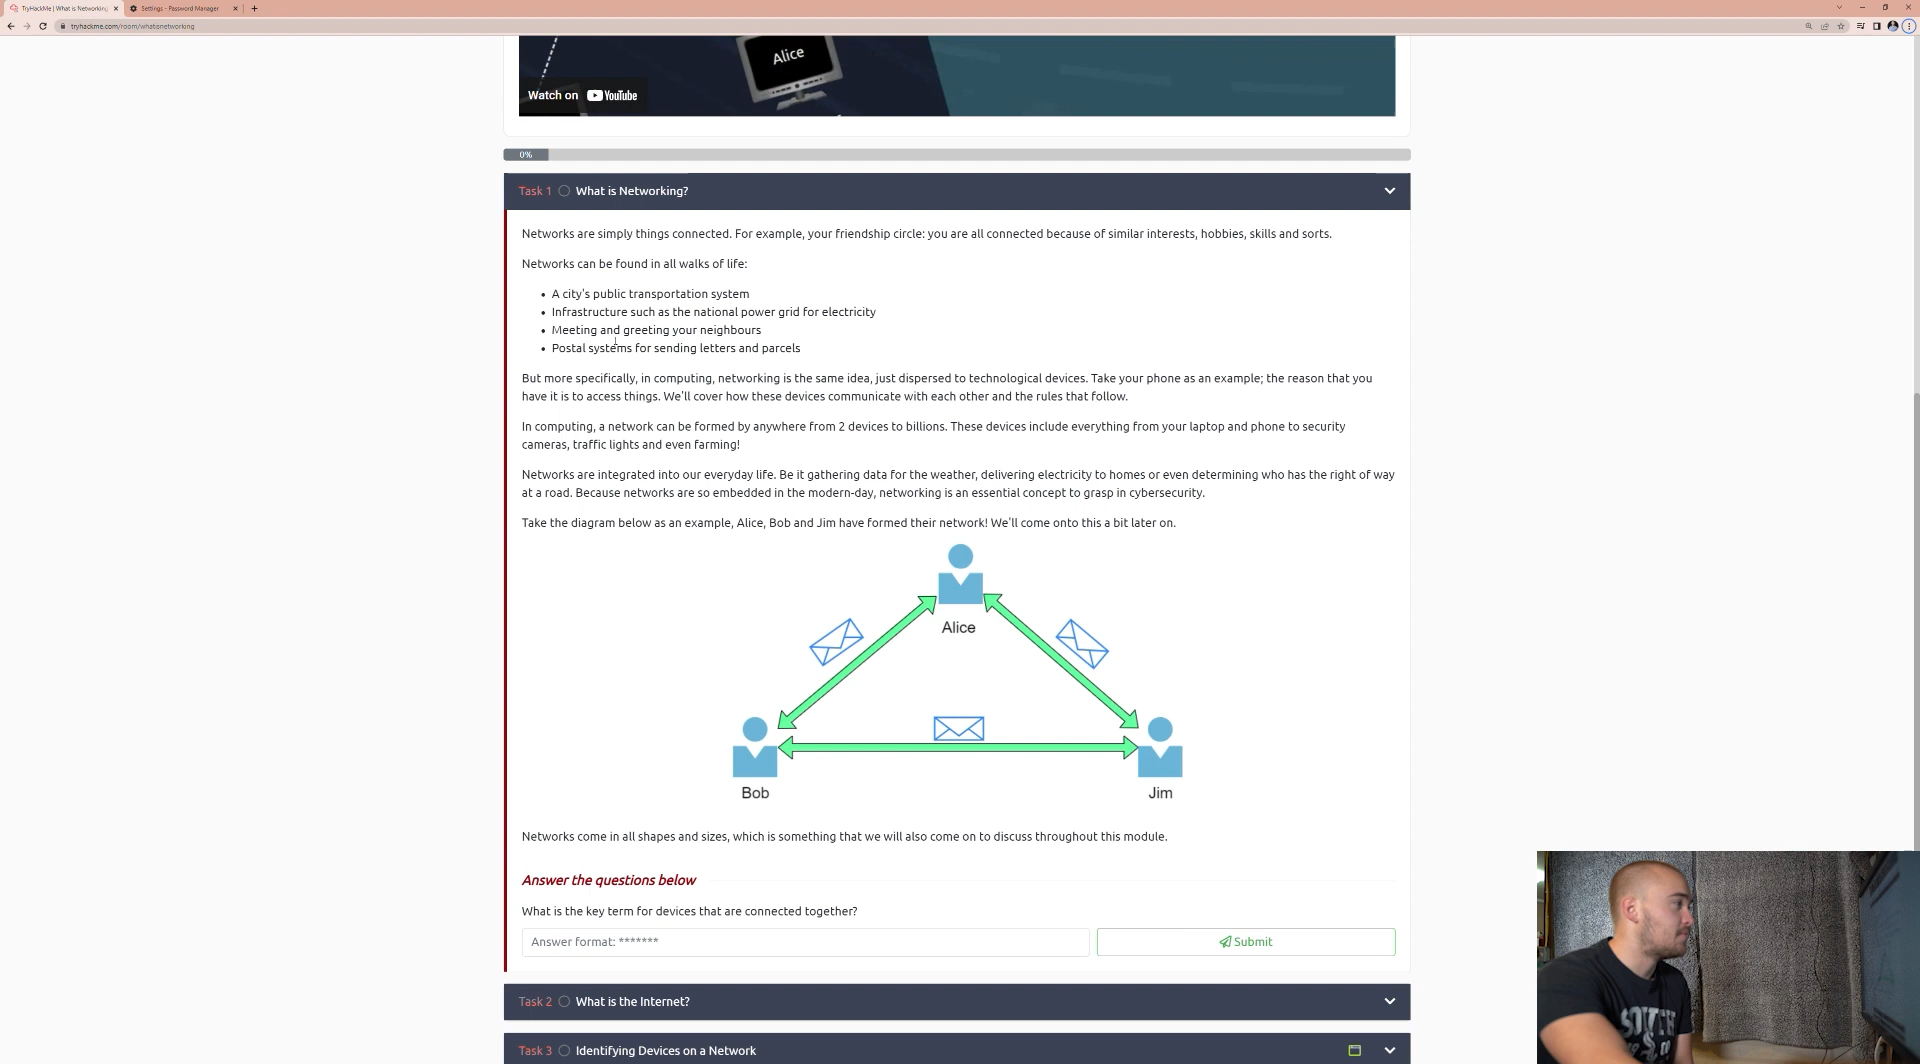 TryHackMe | What is Networking
Settings - Password Manager
tryhackme.com/room/whatisnetworking
Alice
Watch on YouTube
0%
Task 1 What is Networking?
Networks are simply things connected. For example, your friendship circle: you are all connected because of similar interests, hobbies, skills and sorts.
Networks can be found in all walks of life:
• A city's public transportation system
• Infrastructure such as the national power grid for electricity
• Meeting and greeting your neighbours
• Postal systems for sending letters and parcels
But more specifically, in computing, networking is the same idea, just dispersed to technological devices. Take your phone as an example; the reason that you
have it is to access things. We'll cover how these devices communicate with each other and the rules that follow.
In computing, a network can be formed by anywhere from 2 devices to billions. These devices include everything from your laptop and phone to security
cameras, traffic lights and even farming!
Networks are integrated into our everyday life. Be it gathering data for the weather, delivering electricity to homes or even determining who has the right of way
at a road. Because networks are so embedded in the modern-day, networking is an essential concept to grasp in cybersecurity.
Take the diagram below as an example, Alice, Bob and Jim have formed their network! We'll come onto this a bit later on.
Alice
Bob
Jim
Networks come in all shapes and sizes, which is something that we will also come on to discuss throughout this module.
Answer the questions below
What is the key term for devices that are connected together?
Answer format: *******
Submit
Task 2 What is the Internet?
Task 3 Identifying Devices on a Network